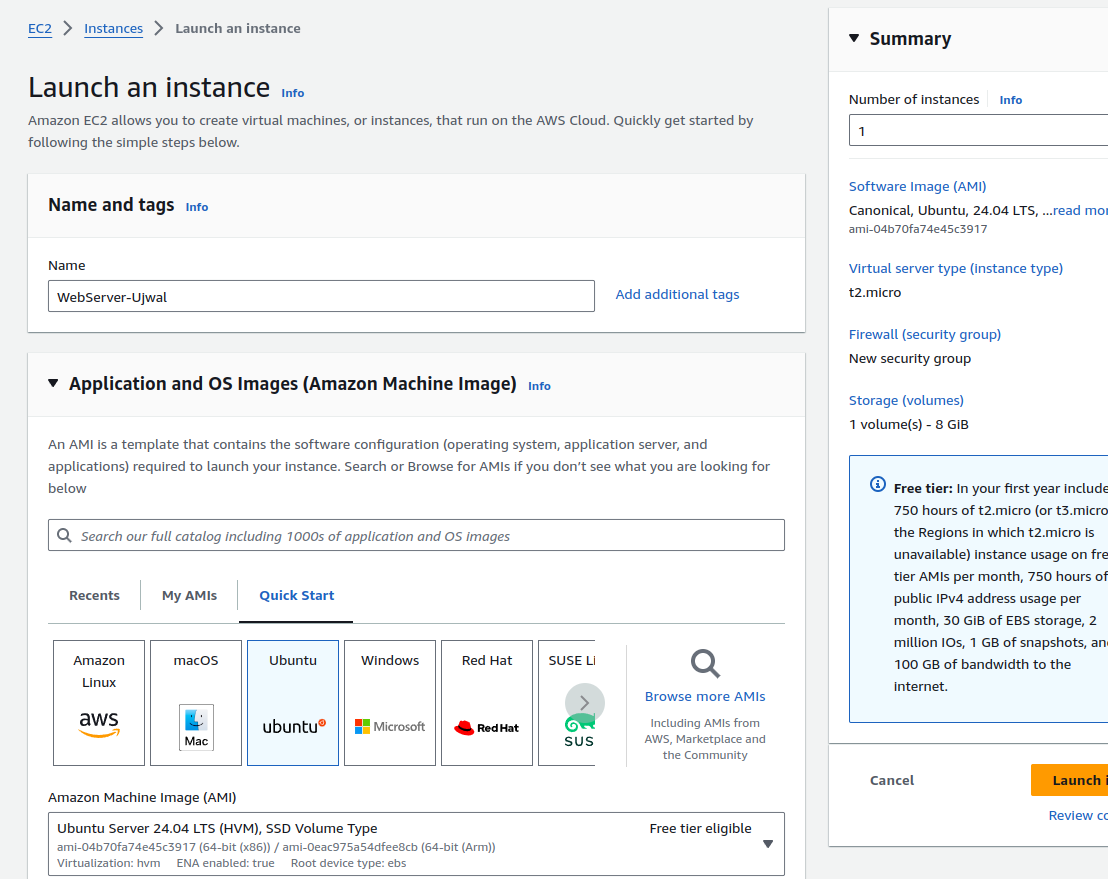 EC2 > Instances > Launch an instance
Launch an instance Info
Amazon EC2 allows you to create virtual machines, or instances, that run on the AWS Cloud. Quickly get started by
following the simple steps below.
Name and tags Info
Name
WebServer-Ujwal
Add additional tags
Application and OS Images (Amazon Machine Image) Info
An AMI is a template that contains the software configuration (operating system, application server, and
applications) required to launch your instance. Search or Browse for AMIs if you don't see what you are looking for
below
Search our full catalog including 1000s of application and OS images
Recents
My AMIs
Quick Start
Amazon
Linux
aws
macOS
Mac
Ubuntu
ubuntu
Windows
Microsoft
Red Hat
Red Hat
SUSE LI
SUS
Browse more AMIs
Including AMIs from
AWS, Marketplace and
the Community
Amazon Machine Image (AMI)
Ubuntu Server 24.04 LTS (HVM), SSD Volume Type
Free tier eligible
ami-04b70fa74e45c3917 (64-bit (x86)) / ami-0eac975a54dfee8cb (64-bit (Arm))
Virtualization: hvm ENA enabled: true Root device type: ebs
Summary
Number of instances Info
1
Software Image (AMI)
Canonical, Ubuntu, 24.04 LTS, ...read mor
ami-04b70fa74e45c3917
Virtual server type (instance type)
t2.micro
Firewall (security group)
New security group
Storage (volumes)
1 volume(s) - 8 GiB
Free tier: In your first year include
750 hours of t2.micro (or t3.micro
the Regions in which t2.micro is
unavailable) instance usage on fre
tier AMIs per month, 750 hours of
public IPv4 address usage per
month, 30 GiB of EBS storage, 2
million IOs, 1 GB of snapshots, an
100 GB of bandwidth to the
internet.
Cancel
Launch i
Review co